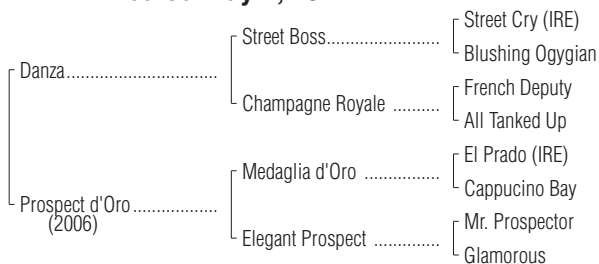 Street Cry (IRE)
Street Boss
Blushing Ogygian
Danza
French Deputy
Champagne Royale
All Tanked Up
El Prado (IRE)
Medaglia d'Oro
Cappucino Bay
Prospect d'Oro
(2006)
Mr. Prospector
Elegant Prospect
Glamorous